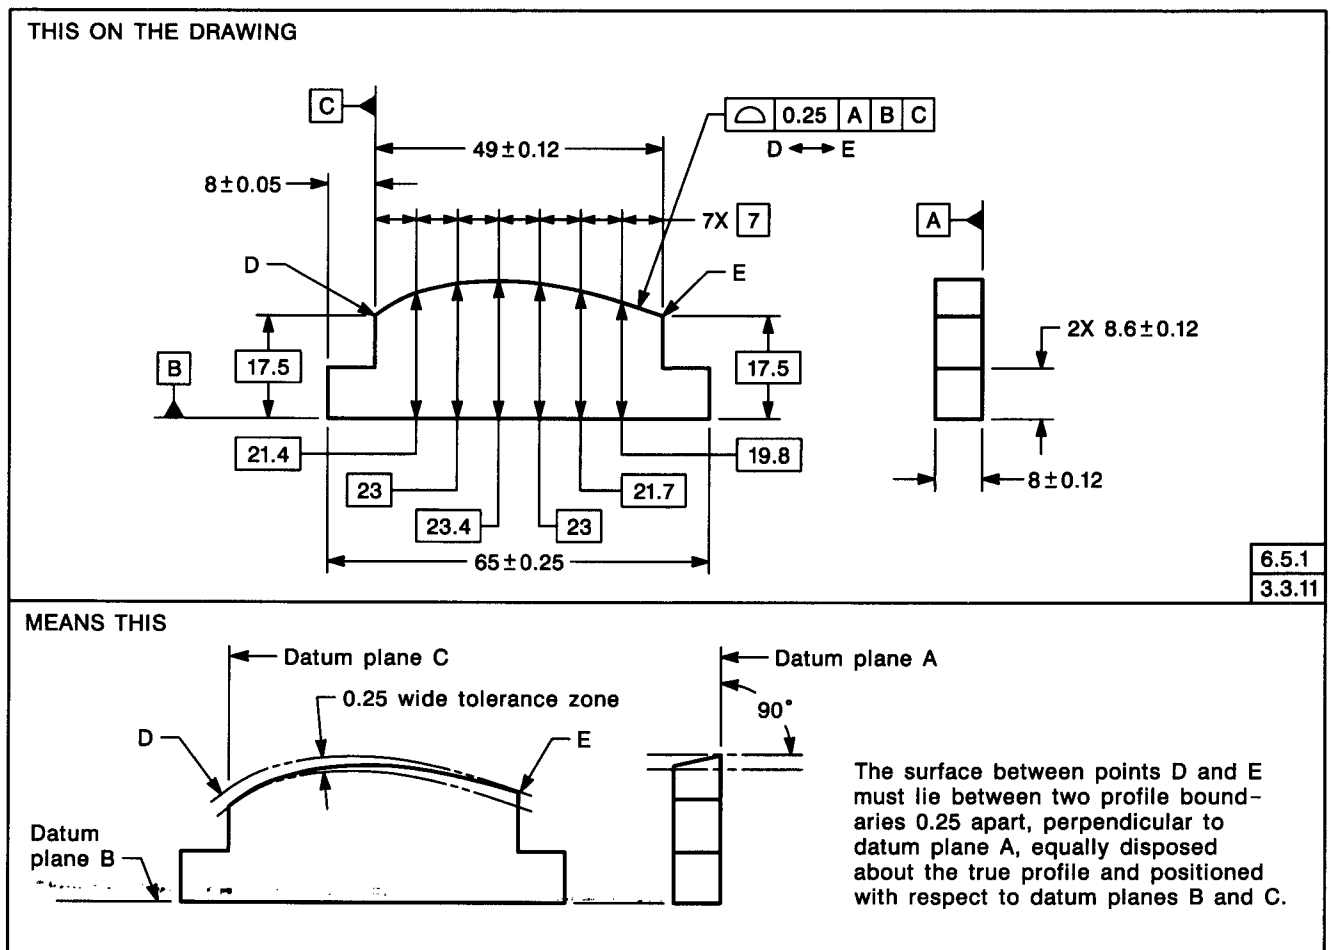 THIS ON THE DRAWING
C
0.25 A B C
D E
49±0.12
8±0.05
7X 7
A
D
E
2X 8.6±0.12
B
17.5
17.5
21.4
19.8
23
21.7
8±0.12
23.4
23
65±0.25
6.5.1
3.3.11
MEANS THIS
Datum plane C
Datum plane A
0.25 wide tolerance zone
90°
D
E
The surface between points D and E
must lie between two profile bound-
aries 0.25 apart, perpendicular to
datum plane A, equally disposed
about the true profile and positioned
with respect to datum planes B and C.
Datum
plane B